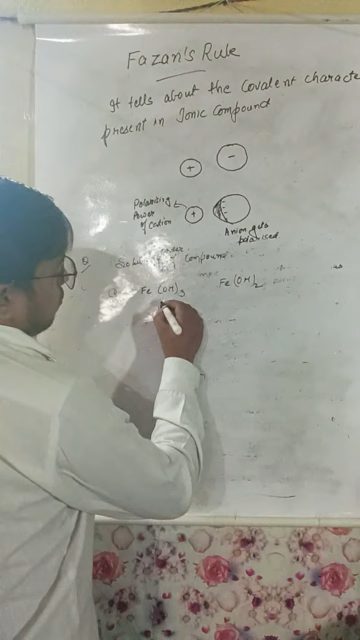 Fazan's Rule
It tells about the Covalent characte
present in Ionic Compound
+ −
Polarising
Power
of Cation
+
Anion gets
polarised
Q
compound
Fe(OH)3 Fe(OH)2